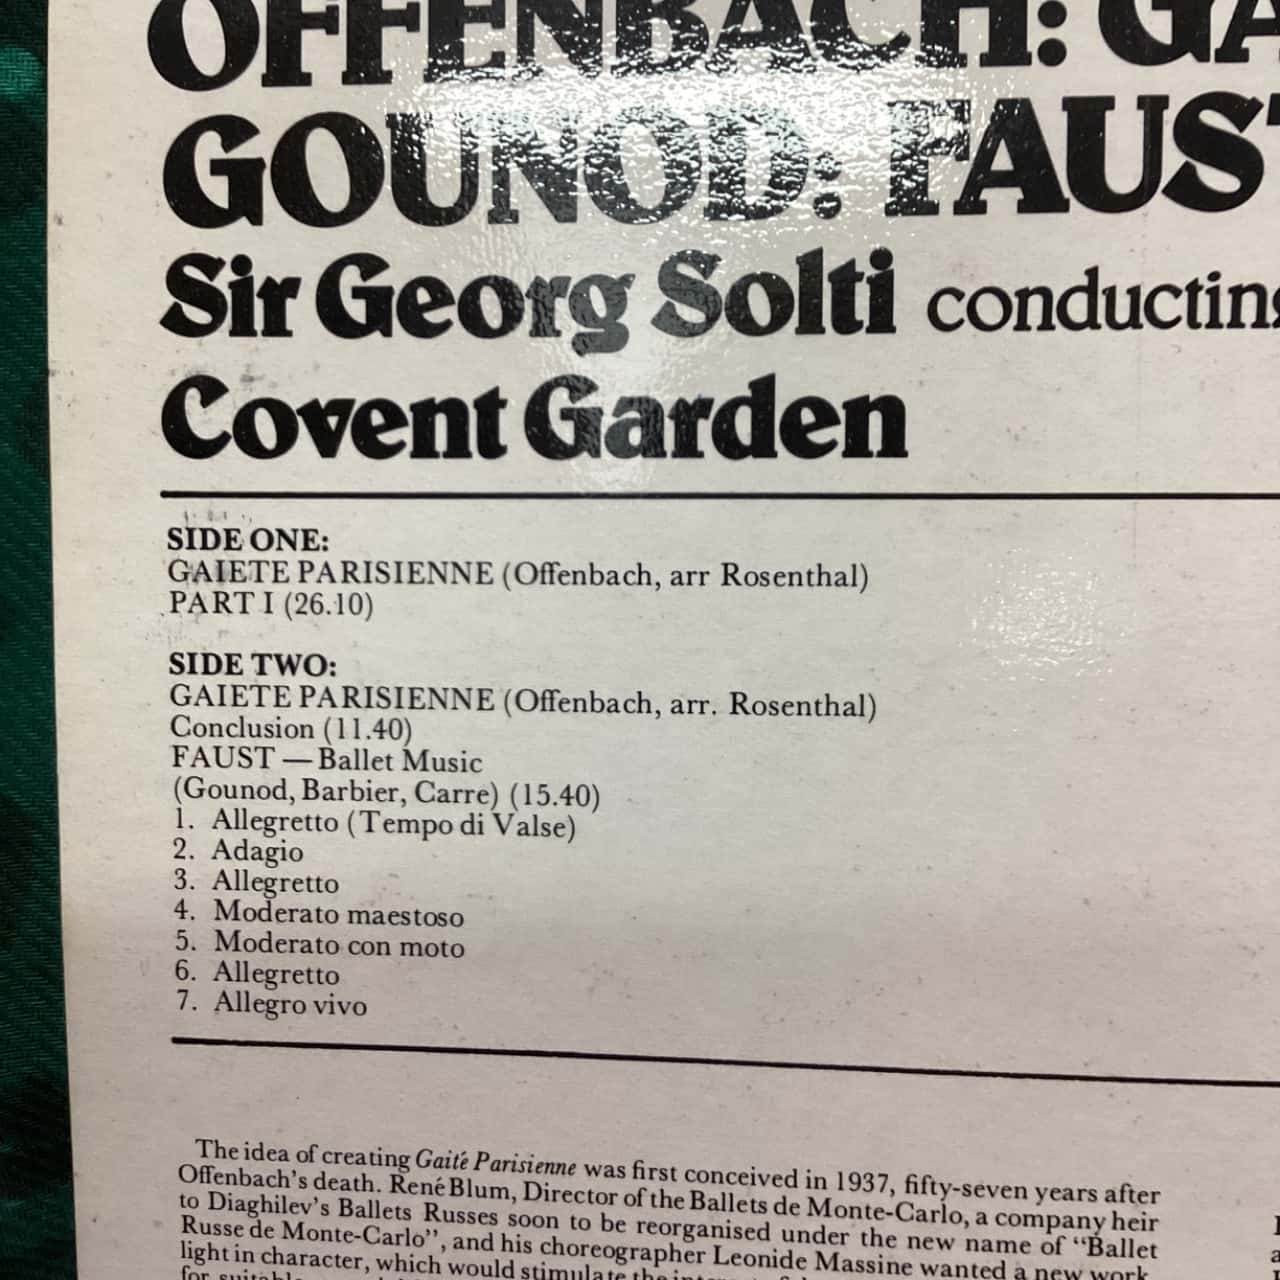 OFFENBACH: GA
GOUNOD: FAUST
Sir Georg Solti conducting
Covent Garden
SIDE ONE:
GAIETE PARISIENNE (Offenbach, arr Rosenthal)
PART I (26.10)
SIDE TWO:
GAIETE PARISIENNE (Offenbach, arr. Rosenthal)
Conclusion (11.40)
FAUST — Ballet Music
(Gounod, Barbier, Carre) (15.40)
1. Allegretto (Tempo di Valse)
2. Adagio
3. Allegretto
4. Moderato maestoso
5. Moderato con moto
6. Allegretto
7. Allegro vivo
The idea of creating Gaité Parisienne was first conceived in 1937, fifty-seven years after
Offenbach's death. René Blum, Director of the Ballets de Monte-Carlo, a company heir
to Diaghilev's Ballets Russes soon to be reorganised under the new name of “Ballet
Russe de Monte-Carlo”, and his choreographer Leonide Massine wanted a new work,
light in character, which would stimulate the
for